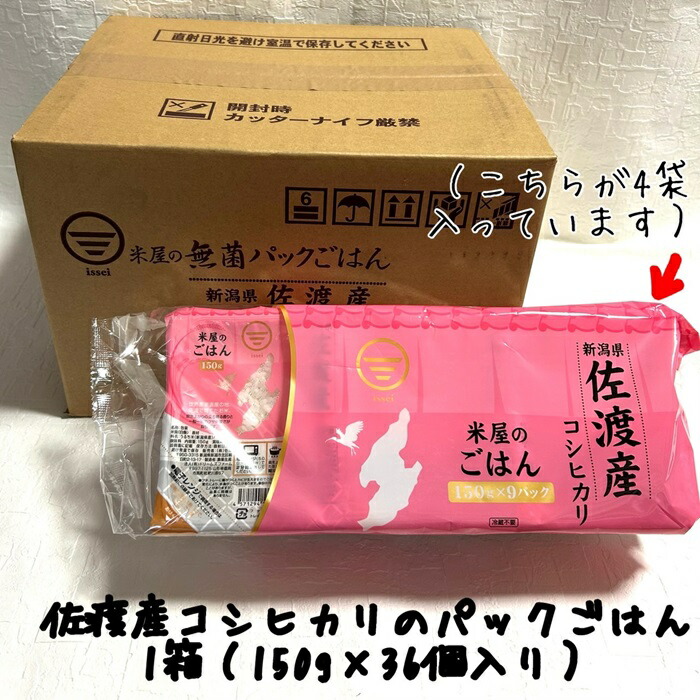 直射日光を避け室温で保存してください
開封時
カッターナイフ厳禁
(こちらが4袋
入っています)
6
issei
米屋の無菌パックごはん
新潟県 佐渡産
米屋の
ごはん
150g
issei
米屋の
ごはん
150g×9パック
冷蔵不要
新潟県
佐渡産
コシヒカリ
佐渡産コシヒカリのパックごはん
1箱(150g×36個入り)